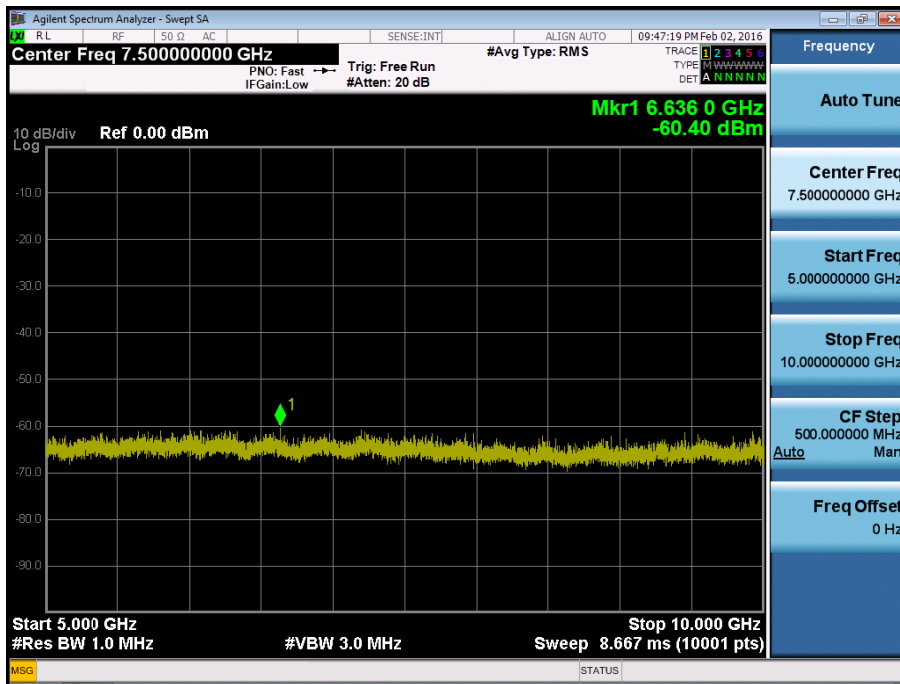 Agilent Spectrum Analyzer - Swept SA
LXI RL RF 50 Ω AC SENSE:INT ALIGN AUTO 09:47:19 PM Feb 02, 2016
Center Freq 7.500000000 GHz
PNO: Fast
IFGain:Low
Trig: Free Run
#Atten: 20 dB
#Avg Type: RMS
TRACE 1 2 3 4 5 6
TYPE M WWWWW
DET A N N N N N
Mkr1 6.636 0 GHz
-60.40 dBm
10 dB/div Ref 0.00 dBm
Log
-10.0
-20.0
-30.0
-40.0
-50.0
-60.0
-70.0
-80.0
-90.0
1
Start 5.000 GHz Stop 10.000 GHz
#Res BW 1.0 MHz #VBW 3.0 MHz Sweep 8.667 ms (10001 pts)
MSG STATUS
Frequency
Auto Tune
Center Freq
7.500000000 GHz
Start Freq
5.000000000 GHz
Stop Freq
10.000000000 GHz
CF Step
500.000000 MHz
Auto Man
Freq Offset
0 Hz